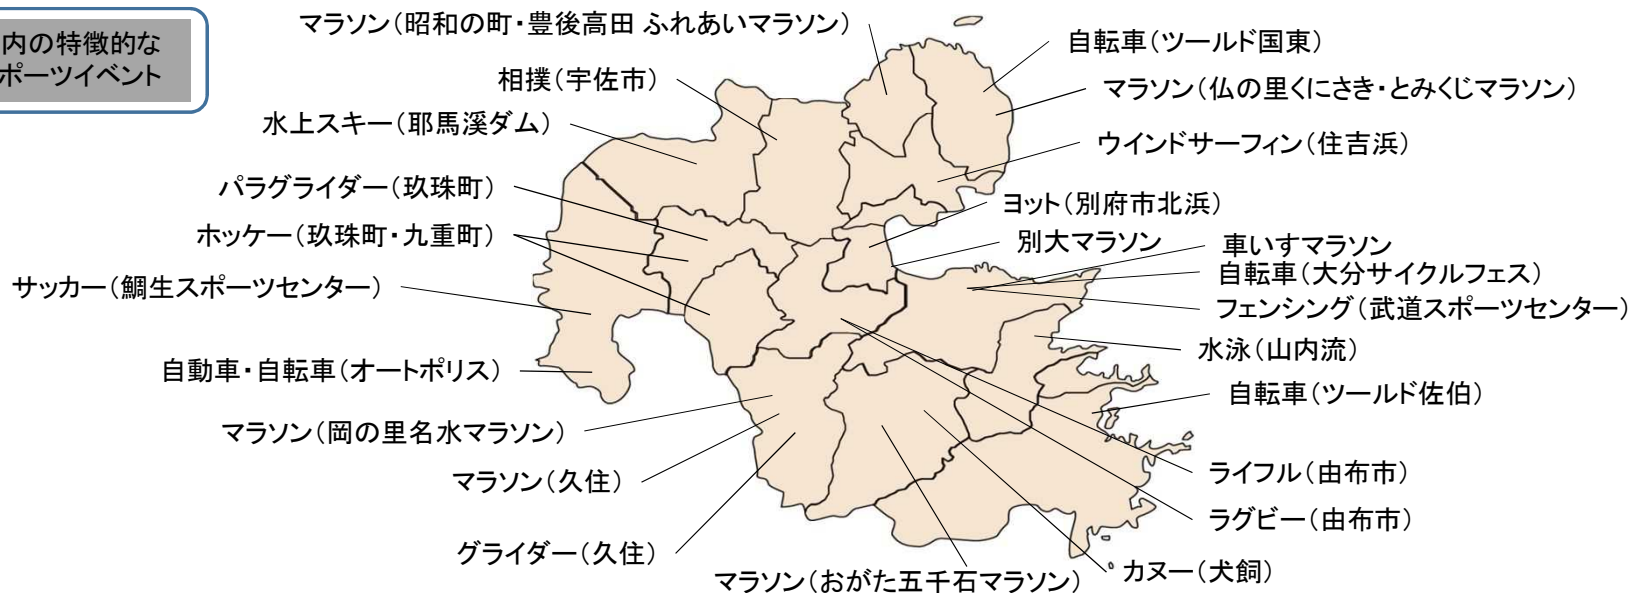 内の特徴的な
ポーツイベント
マラソン（昭和の町・豊後高田 ふれあいマラソン）
相撲（宇佐市）
水上スキー（耶馬溪ダム）
パラグライダー（玖珠町）
ホッケー（玖珠町・九重町）
サッカー（鯛生スポーツセンター）
自動車・自転車（オートポリス）
マラソン（岡の里名水マラソン）
マラソン（久住）
グライダー（久住）
自転車（ツールド国東）
マラソン（仏の里くにさき・とみくじマラソン）
ウインドサーフィン（住吉浜）
ヨット（別府市北浜）
別大マラソン
車いすマラソン
自転車（大分サイクルフェス）
フェンシング（武道スポーツセンター）
水泳（山内流）
自転車（ツールド佐伯）
ライフル（由布市）
ラグビー（由布市）
カヌー（犬飼）
マラソン（おがた五千石マラソン）